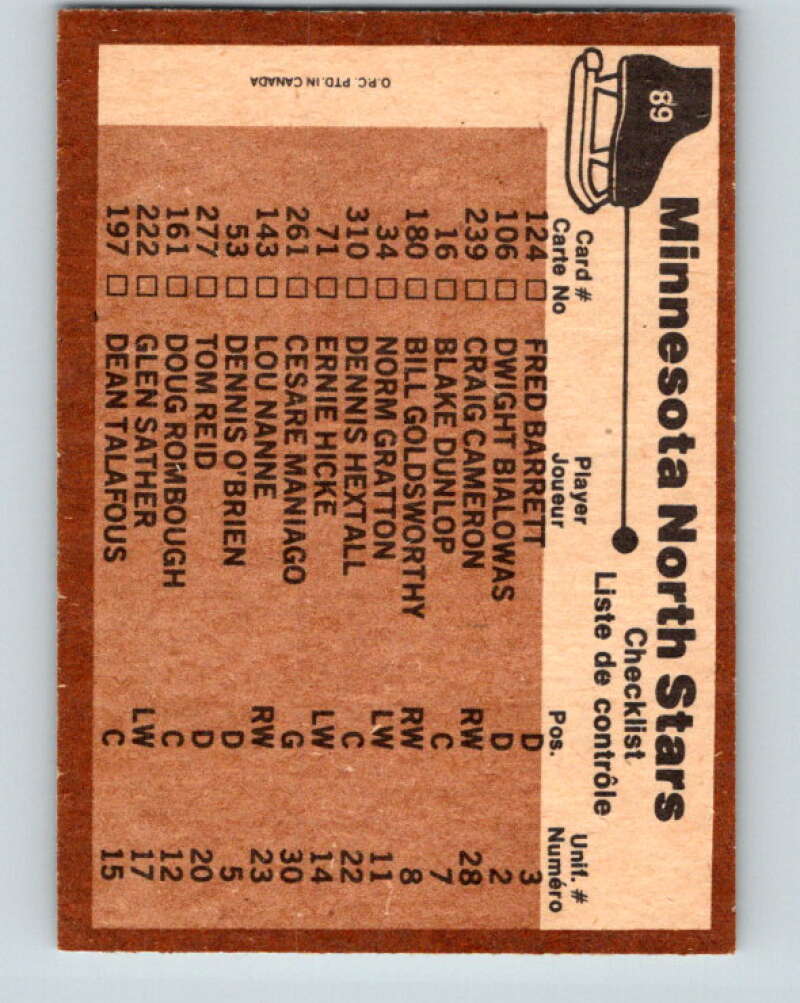 89
Minnesota North Stars
Checklist
Liste de contrôle
Card # Player Pos. Unif. #
Carte No Joueur Numéro
124 □ FRED BARRETT D 3
106 □ DWIGHT BIALOWAS D 2
239 □ CRAIG CAMERON RW 28
16 □ BLAKE DUNLOP C 7
180 □ BILL GOLDSWORTHY RW 8
34 □ NORM GRATTON LW 11
310 □ DENNIS HEXTALL C 22
71 □ ERNIE HICKE LW 14
261 □ CESARE MANIAGO G 30
143 □ LOU NANNE RW 23
53 □ DENNIS O'BRIEN D 5
277 □ TOM REID D 20
161 □ DOUG ROMBOUGH C 12
222 □ GLEN SATHER LW 17
197 □ DEAN TALAFOUS C 15
O.P.C. PTD. IN CANADA